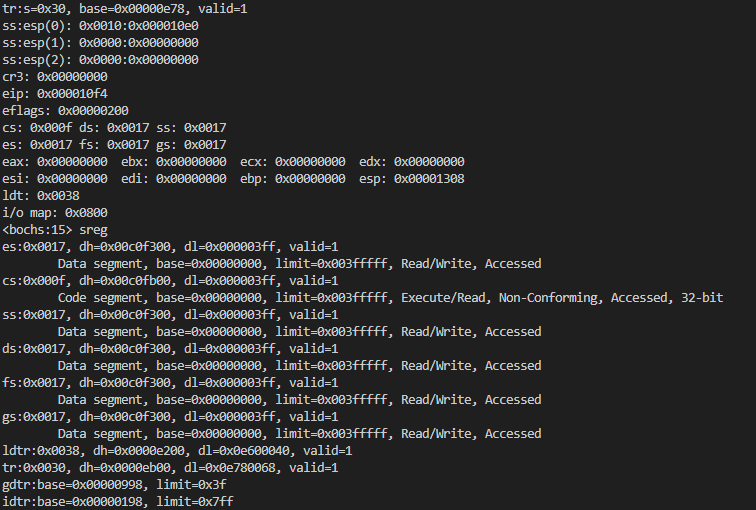 tr:s=0x30, base=0x00000e78, valid=1
ss:esp(0): 0x0010:0x000010e0
ss:esp(1): 0x0000:0x00000000
ss:esp(2): 0x0000:0x00000000
cr3: 0x00000000
eip: 0x000010f4
eflags: 0x00000200
cs: 0x000f ds: 0x0017 ss: 0x0017
es: 0x0017 fs: 0x0017 gs: 0x0017
eax: 0x00000000  ebx: 0x00000000  ecx: 0x00000000  edx: 0x00000000
esi: 0x00000000  edi: 0x00000000  ebp: 0x00000000  esp: 0x00001308
ldt: 0x0038
i/o map: 0x0800
<bochs:15> sreg
es:0x0017, dh=0x00c0f300, dl=0x000003ff, valid=1
        Data segment, base=0x00000000, limit=0x003fffff, Read/Write, Accessed
cs:0x000f, dh=0x00c0fb00, dl=0x000003ff, valid=1
        Code segment, base=0x00000000, limit=0x003fffff, Execute/Read, Non-Conforming, Accessed, 32-bit
ss:0x0017, dh=0x00c0f300, dl=0x000003ff, valid=1
        Data segment, base=0x00000000, limit=0x003fffff, Read/Write, Accessed
ds:0x0017, dh=0x00c0f300, dl=0x000003ff, valid=1
        Data segment, base=0x00000000, limit=0x003fffff, Read/Write, Accessed
fs:0x0017, dh=0x00c0f300, dl=0x000003ff, valid=1
        Data segment, base=0x00000000, limit=0x003fffff, Read/Write, Accessed
gs:0x0017, dh=0x00c0f300, dl=0x000003ff, valid=1
        Data segment, base=0x00000000, limit=0x003fffff, Read/Write, Accessed
ldtr:0x0038, dh=0x0000e200, dl=0x0e600040, valid=1
tr:0x0030, dh=0x0000eb00, dl=0x0e780068, valid=1
gdtr:base=0x00000998, limit=0x3f
idtr:base=0x00000198, limit=0x7ff